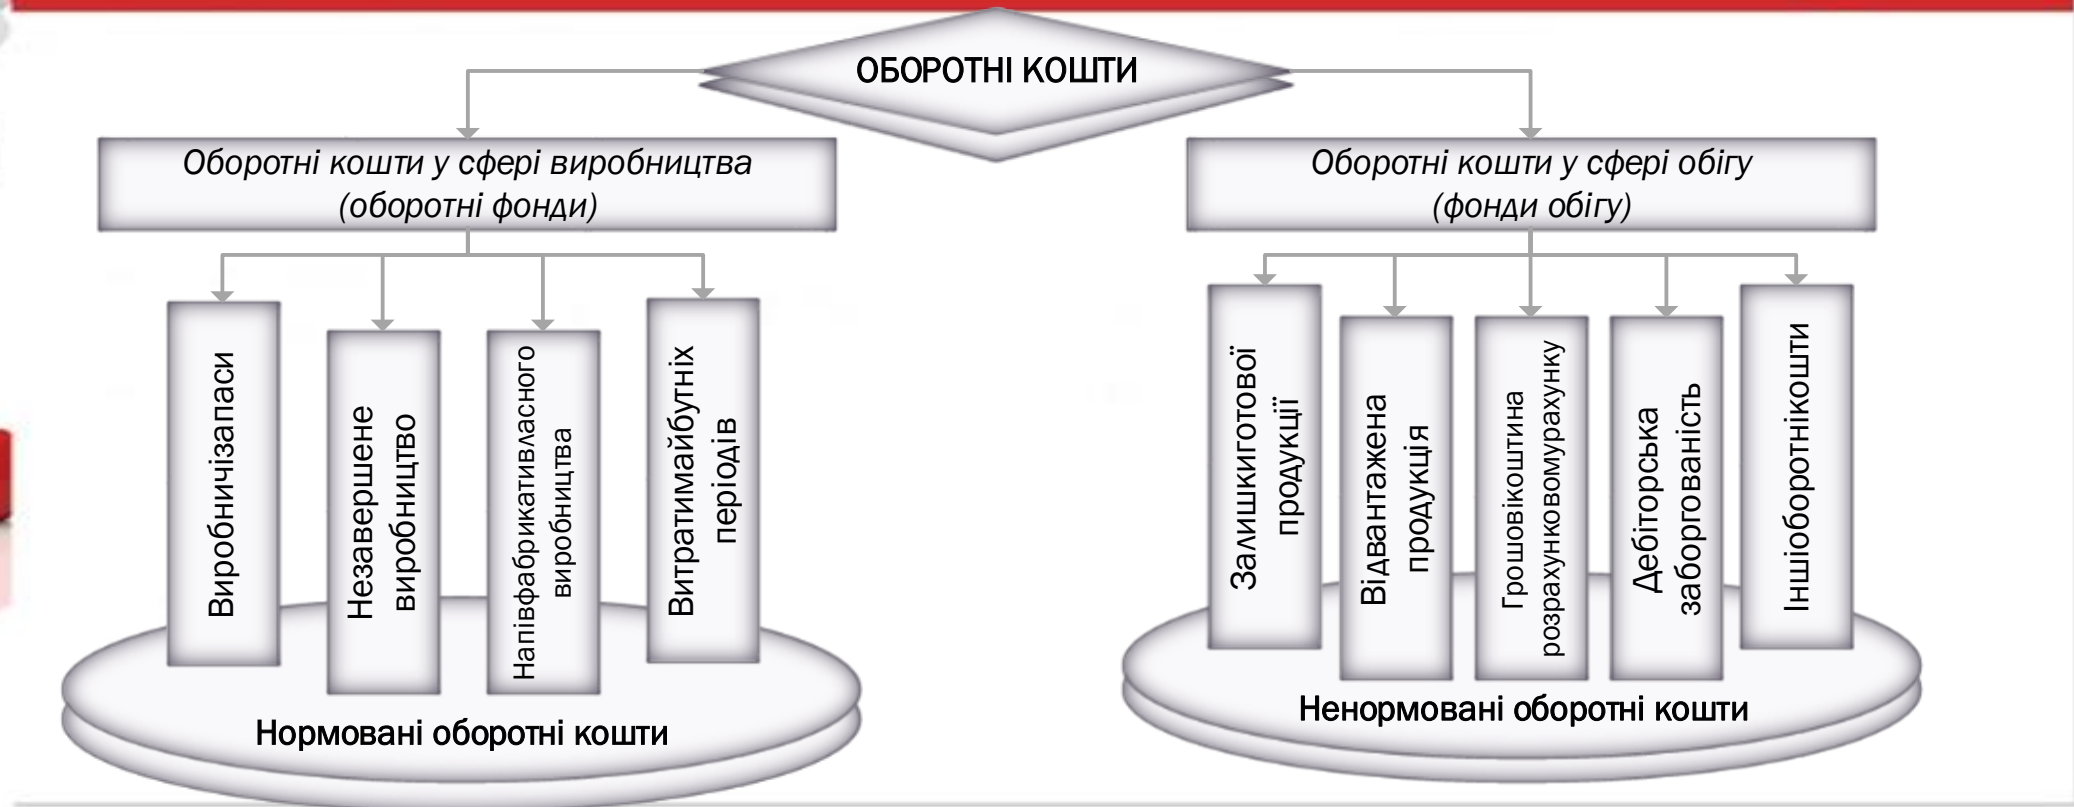 ОБОРОТНІ КОШТИ
Оборотні кошти у сфері виробництва
(оборотні фонди)
Оборотні кошти у сфері обігу
(фонди обігу)
Виробничізапаси
Незавершене
виробництво
Напівфабрикативласного
виробництва
Витратимайбутніх
періодів
Залишкиготової
продукції
Відвантажена
продукція
Грошовікоштина
розрахунковомурахунку
Дебіторська
заборгованість
Іншіоборотнікошти
Нормовані оборотні кошти
Ненормовані оборотні кошти